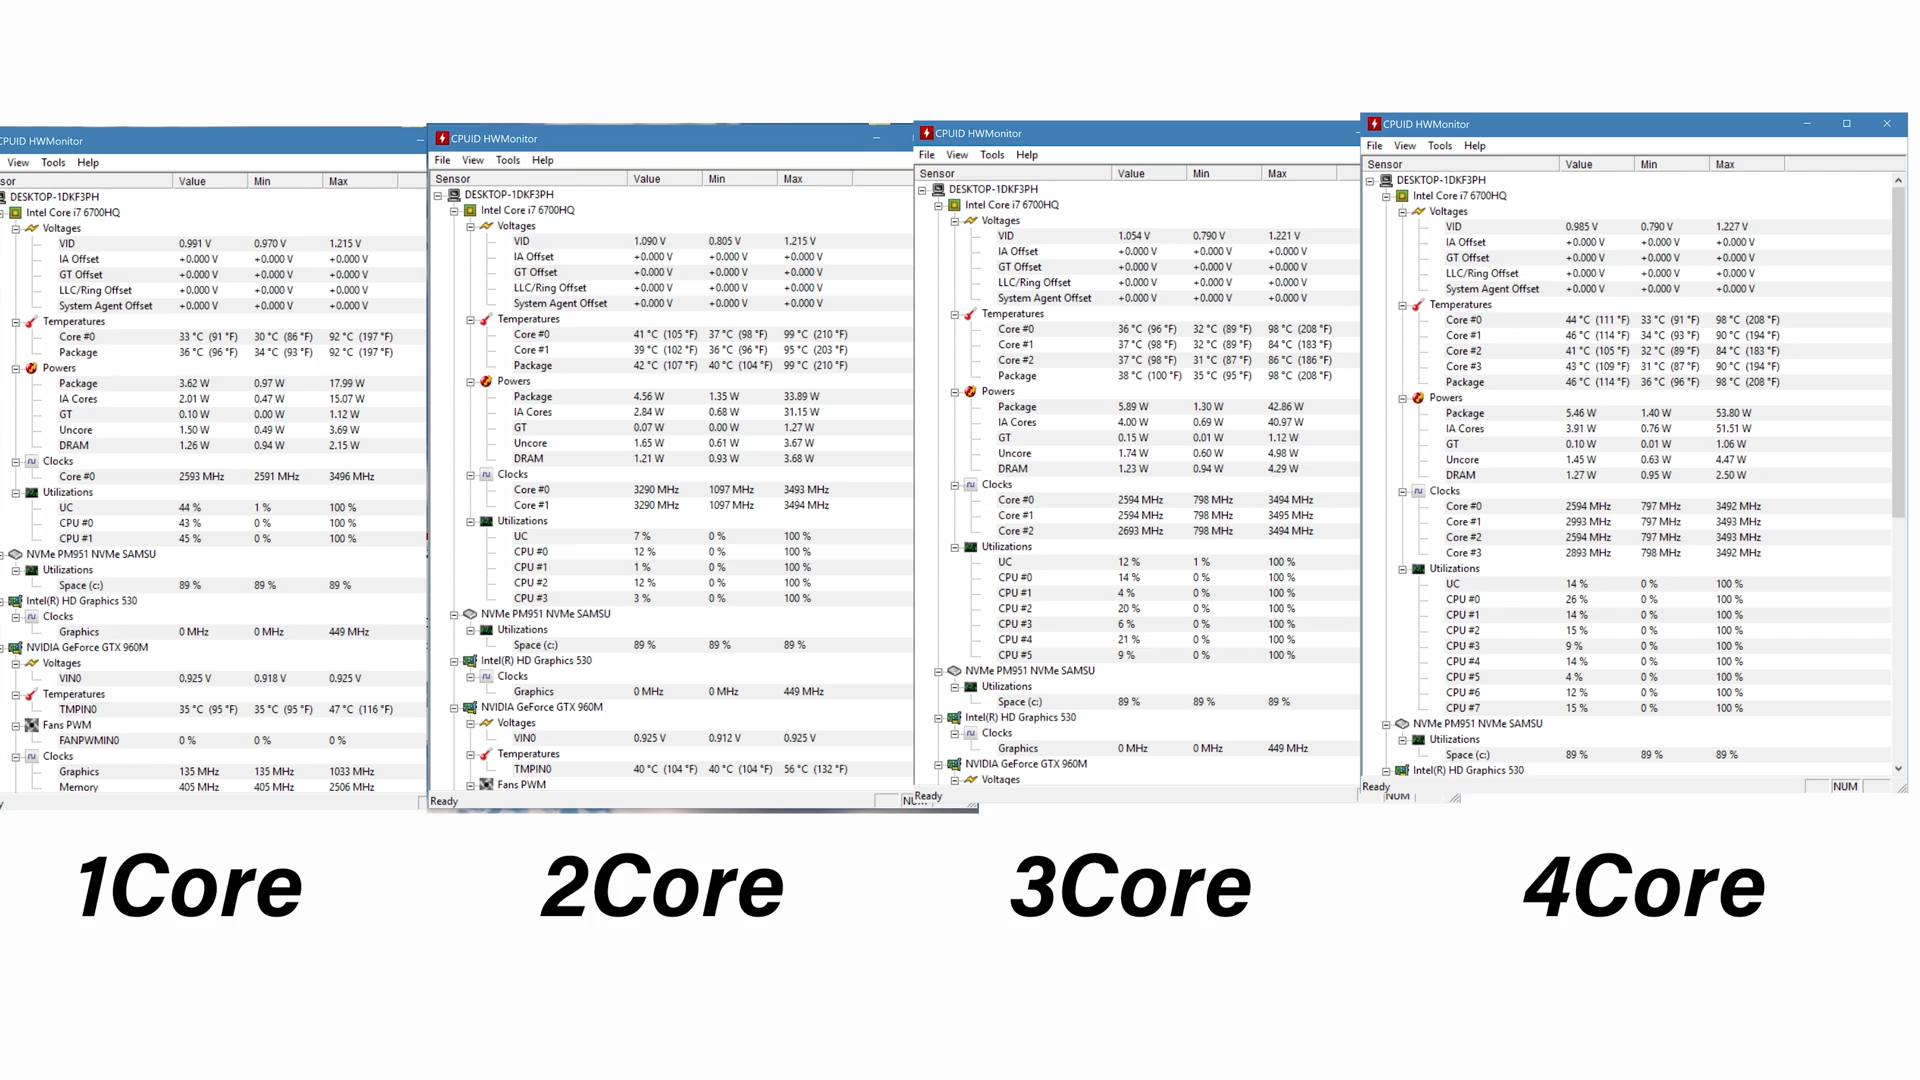 CPUID HWMonitor
View Tools Help
sor Value Min Max
DESKTOP-1DKF3PH
Intel Core i7 6700HQ
Voltages
VID 0.991 V 0.970 V 1.215 V
IA Offset +0.000 V +0.000 V +0.000 V
GT Offset +0.000 V +0.000 V +0.000 V
LLC/Ring Offset +0.000 V +0.000 V +0.000 V
System Agent Offset +0.000 V +0.000 V +0.000 V
Temperatures
Core #0 33 °C (91 °F) 30 °C (86 °F) 92 °C (197 °F)
Package 36 °C (96 °F) 34 °C (93 °F) 92 °C (197 °F)
Powers
Package 3.62 W 0.97 W 17.99 W
IA Cores 2.01 W 0.47 W 15.07 W
GT 0.10 W 0.00 W 1.12 W
Uncore 1.50 W 0.49 W 3.69 W
DRAM 1.26 W 0.94 W 2.15 W
Clocks
Core #0 2593 MHz 2591 MHz 3496 MHz
Utilizations
UC 44 % 1 % 100 %
CPU #0 43 % 0 % 100 %
CPU #1 45 % 0 % 100 %
NVMe PM951 NVMe SAMSU
Utilizations
Space (c:) 89 % 89 % 89 %
Intel(R) HD Graphics 530
Clocks
Graphics 0 MHz 0 MHz 449 MHz
NVIDIA GeForce GTX 960M
Voltages
VIN0 0.925 V 0.918 V 0.925 V
Temperatures
TMPIN0 35 °C (95 °F) 35 °C (95 °F) 47 °C (116 °F)
Fans PWM
FANPWMIN0 0 % 0 % 0 %
Clocks
Graphics 135 MHz 135 MHz 1033 MHz
Memory 405 MHz 405 MHz 2506 MHz
1Core
CPUID HWMonitor
File View Tools Help
Sensor Value Min Max
DESKTOP-1DKF3PH
Intel Core i7 6700HQ
Voltages
VID 1.090 V 0.805 V 1.215 V
IA Offset +0.000 V +0.000 V +0.000 V
GT Offset +0.000 V +0.000 V +0.000 V
LLC/Ring Offset +0.000 V +0.000 V +0.000 V
System Agent Offset +0.000 V +0.000 V +0.000 V
Temperatures
Core #0 41 °C (105 °F) 37 °C (98 °F) 99 °C (210 °F)
Core #1 39 °C (102 °F) 36 °C (96 °F) 95 °C (203 °F)
Package 42 °C (107 °F) 40 °C (104 °F) 99 °C (210 °F)
Powers
Package 4.56 W 1.35 W 33.89 W
IA Cores 2.84 W 0.68 W 31.15 W
GT 0.07 W 0.00 W 1.27 W
Uncore 1.65 W 0.61 W 3.67 W
DRAM 1.21 W 0.93 W 3.68 W
Clocks
Core #0 3290 MHz 1097 MHz 3493 MHz
Core #1 3290 MHz 1097 MHz 3494 MHz
Utilizations
UC 7 % 0 % 100 %
CPU #0 12 % 0 % 100 %
CPU #1 1 % 0 % 100 %
CPU #2 12 % 0 % 100 %
CPU #3 3 % 0 % 100 %
NVMe PM951 NVMe SAMSU
Utilizations
Space (c:) 89 % 89 % 89 %
Intel(R) HD Graphics 530
Clocks
Graphics 0 MHz 0 MHz 449 MHz
NVIDIA GeForce GTX 960M
Voltages
VIN0 0.925 V 0.912 V 0.925 V
Temperatures
TMPIN0 40 °C (104 °F) 40 °C (104 °F) 56 °C (132 °F)
Fans PWM
Ready
2Core
CPUID HWMonitor
File View Tools Help
Sensor Value Min Max
DESKTOP-1DKF3PH
Intel Core i7 6700HQ
Voltages
VID 1.054 V 0.790 V 1.221 V
IA Offset +0.000 V +0.000 V +0.000 V
GT Offset +0.000 V +0.000 V +0.000 V
LLC/Ring Offset +0.000 V +0.000 V +0.000 V
System Agent Offset +0.000 V +0.000 V +0.000 V
Temperatures
Core #0 36 °C (96 °F) 32 °C (89 °F) 98 °C (208 °F)
Core #1 37 °C (98 °F) 32 °C (89 °F) 84 °C (183 °F)
Core #2 37 °C (98 °F) 31 °C (87 °F) 86 °C (186 °F)
Package 38 °C (100 °F) 35 °C (95 °F) 98 °C (208 °F)
Powers
Package 5.89 W 1.30 W 42.86 W
IA Cores 4.00 W 0.69 W 40.97 W
GT 0.15 W 0.01 W 1.12 W
Uncore 1.74 W 0.60 W 4.98 W
DRAM 1.23 W 0.94 W 4.29 W
Clocks
Core #0 2594 MHz 798 MHz 3494 MHz
Core #1 2594 MHz 798 MHz 3495 MHz
Core #2 2693 MHz 798 MHz 3494 MHz
Utilizations
UC 12 % 1 % 100 %
CPU #0 14 % 0 % 100 %
CPU #1 4 % 0 % 100 %
CPU #2 20 % 0 % 100 %
CPU #3 6 % 0 % 100 %
CPU #4 21 % 0 % 100 %
CPU #5 9 % 0 % 100 %
NVMe PM951 NVMe SAMSU
Utilizations
Space (c:) 89 % 89 % 89 %
Intel(R) HD Graphics 530
Clocks
Graphics 0 MHz 0 MHz 449 MHz
NVIDIA GeForce GTX 960M
Voltages
Ready
3Core
CPUID HWMonitor
File View Tools Help
Sensor Value Min Max
DESKTOP-1DKF3PH
Intel Core i7 6700HQ
Voltages
VID 0.985 V 0.790 V 1.227 V
IA Offset +0.000 V +0.000 V +0.000 V
GT Offset +0.000 V +0.000 V +0.000 V
LLC/Ring Offset +0.000 V +0.000 V +0.000 V
System Agent Offset +0.000 V +0.000 V +0.000 V
Temperatures
Core #0 44 °C (111 °F) 33 °C (91 °F) 98 °C (208 °F)
Core #1 46 °C (114 °F) 34 °C (93 °F) 90 °C (194 °F)
Core #2 41 °C (105 °F) 32 °C (89 °F) 84 °C (183 °F)
Core #3 43 °C (109 °F) 31 °C (87 °F) 90 °C (194 °F)
Package 46 °C (114 °F) 36 °C (96 °F) 98 °C (208 °F)
Powers
Package 5.46 W 1.40 W 53.80 W
IA Cores 3.91 W 0.76 W 51.51 W
GT 0.10 W 0.01 W 1.06 W
Uncore 1.45 W 0.63 W 4.47 W
DRAM 1.27 W 0.95 W 2.50 W
Clocks
Core #0 2594 MHz 797 MHz 3492 MHz
Core #1 2993 MHz 797 MHz 3493 MHz
Core #2 2594 MHz 797 MHz 3493 MHz
Core #3 2893 MHz 798 MHz 3492 MHz
Utilizations
UC 14 % 0 % 100 %
CPU #0 26 % 0 % 100 %
CPU #1 14 % 0 % 100 %
CPU #2 15 % 0 % 100 %
CPU #3 9 % 0 % 100 %
CPU #4 14 % 0 % 100 %
CPU #5 4 % 0 % 100 %
CPU #6 12 % 0 % 100 %
CPU #7 15 % 0 % 100 %
NVMe PM951 NVMe SAMSU
Utilizations
Space (c:) 89 % 89 % 89 %
Intel(R) HD Graphics 530
Ready NUM
NUM
4Core